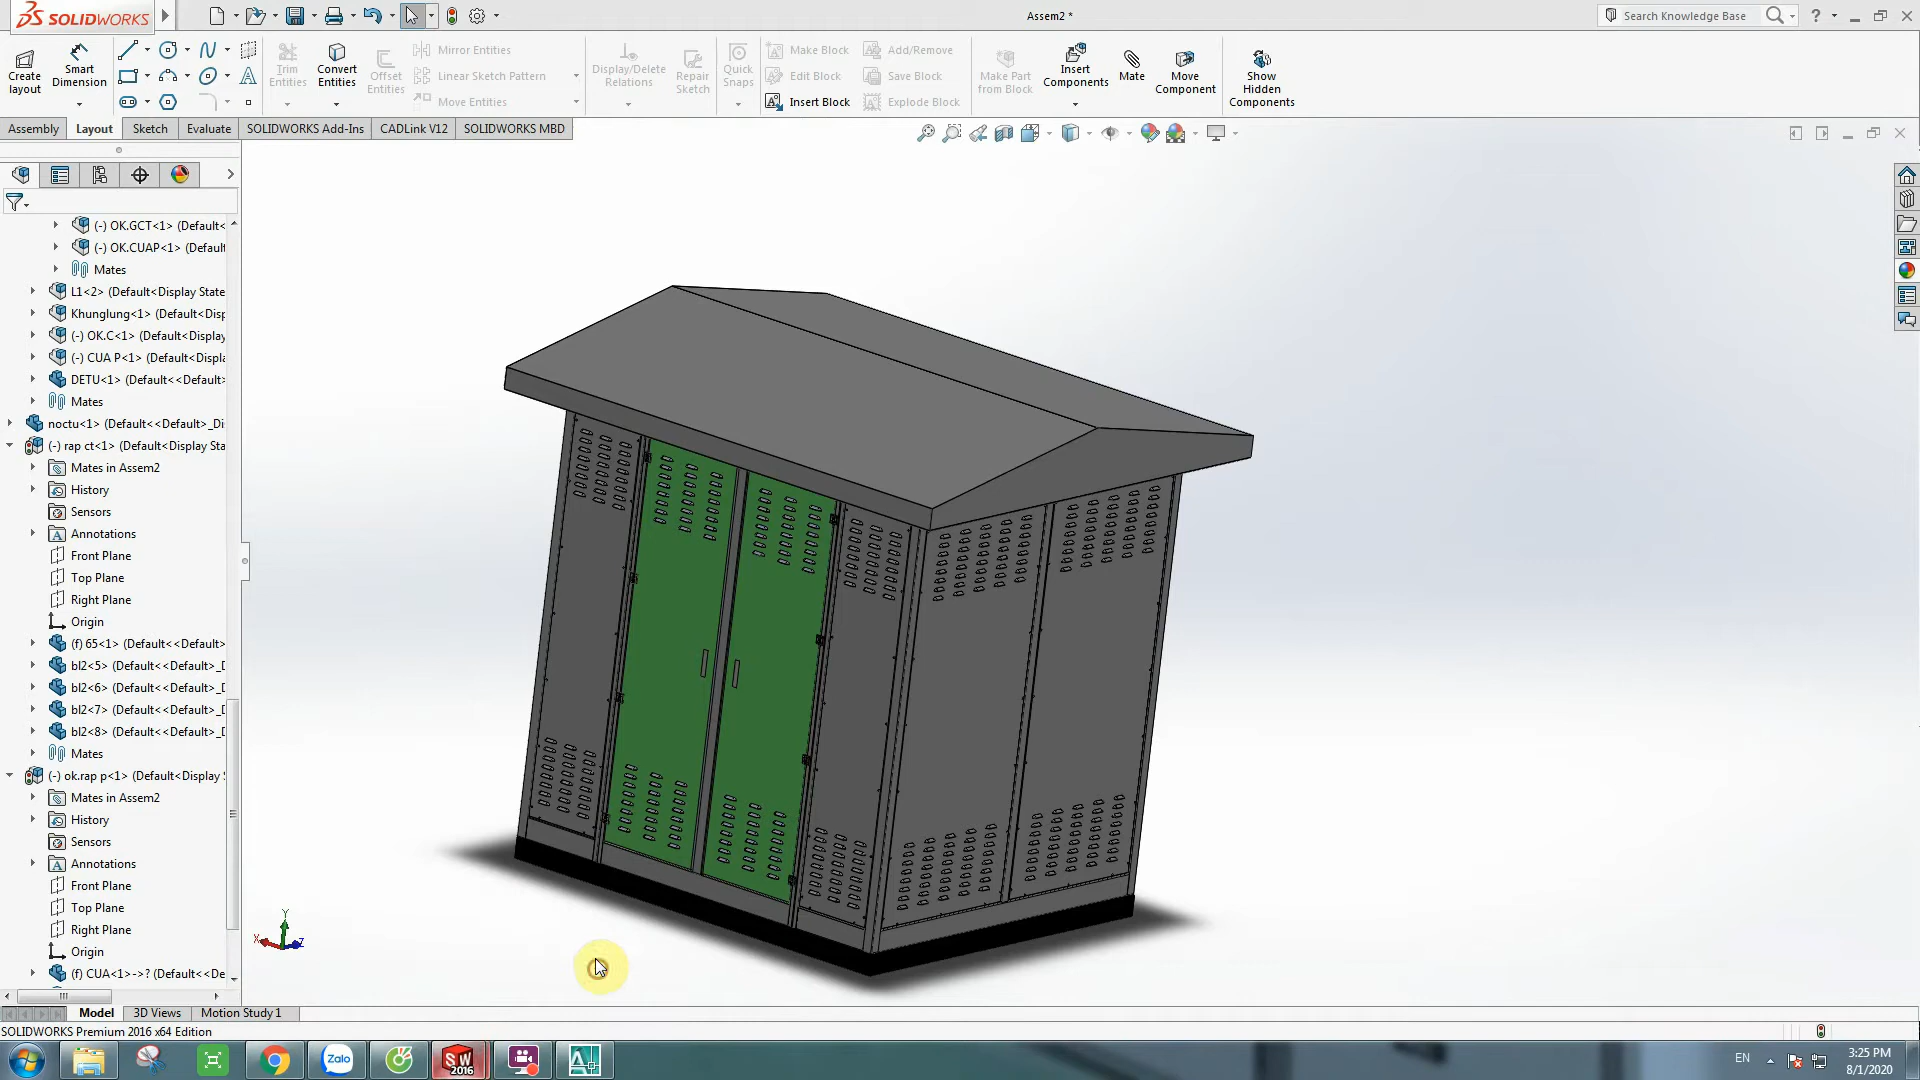 SOLIDWORKS
Assem2 *
Search Knowledge Base
?
Create layout
Smart Dimension
Trim Entities
Convert Entities
Offset Entities
Mirror Entities
Linear Sketch Pattern
Move Entities
Display/Delete Relations
Repair Sketch
Quick Snaps
Make Block
Edit Block
Insert Block
Add/Remove
Save Block
Explode Block
Make Part from Block
Insert Components
Mate
Move Component
Show Hidden Components
Assembly
Layout
Sketch
Evaluate
SOLIDWORKS Add-Ins
CADLink V12
SOLIDWORKS MBD
(-) OK.GCT<1> (Default<
(-) OK.CUAP<1> (Default
Mates
L1<2> (Default<Display State
Khunglung<1> (Default<Disp
(-) OK.C<1> (Default<Display
(-) CUA P<1> (Default<Displa
DETU<1> (Default<<Default>
Mates
noctu<1> (Default<<Default>_Di
(-) rap ct<1> (Default<Display Sta
Mates in Assem2
History
Sensors
Annotations
Front Plane
Top Plane
Right Plane
Origin
(f) 65<1> (Default<<Default>
bl2<5> (Default<<Default>_D
bl2<6> (Default<<Default>_D
bl2<7> (Default<<Default>_D
bl2<8> (Default<<Default>_D
Mates
(-) ok.rap p<1> (Default<Display
Mates in Assem2
History
Sensors
Annotations
Front Plane
Top Plane
Right Plane
Origin
(f) CUA<1>->? (Default<<De
Y
X
Z
Model
3D Views
Motion Study 1
SOLIDWORKS Premium 2016 x64 Edition
Zalo
SW
2016
EN
3:25 PM
8/1/2020